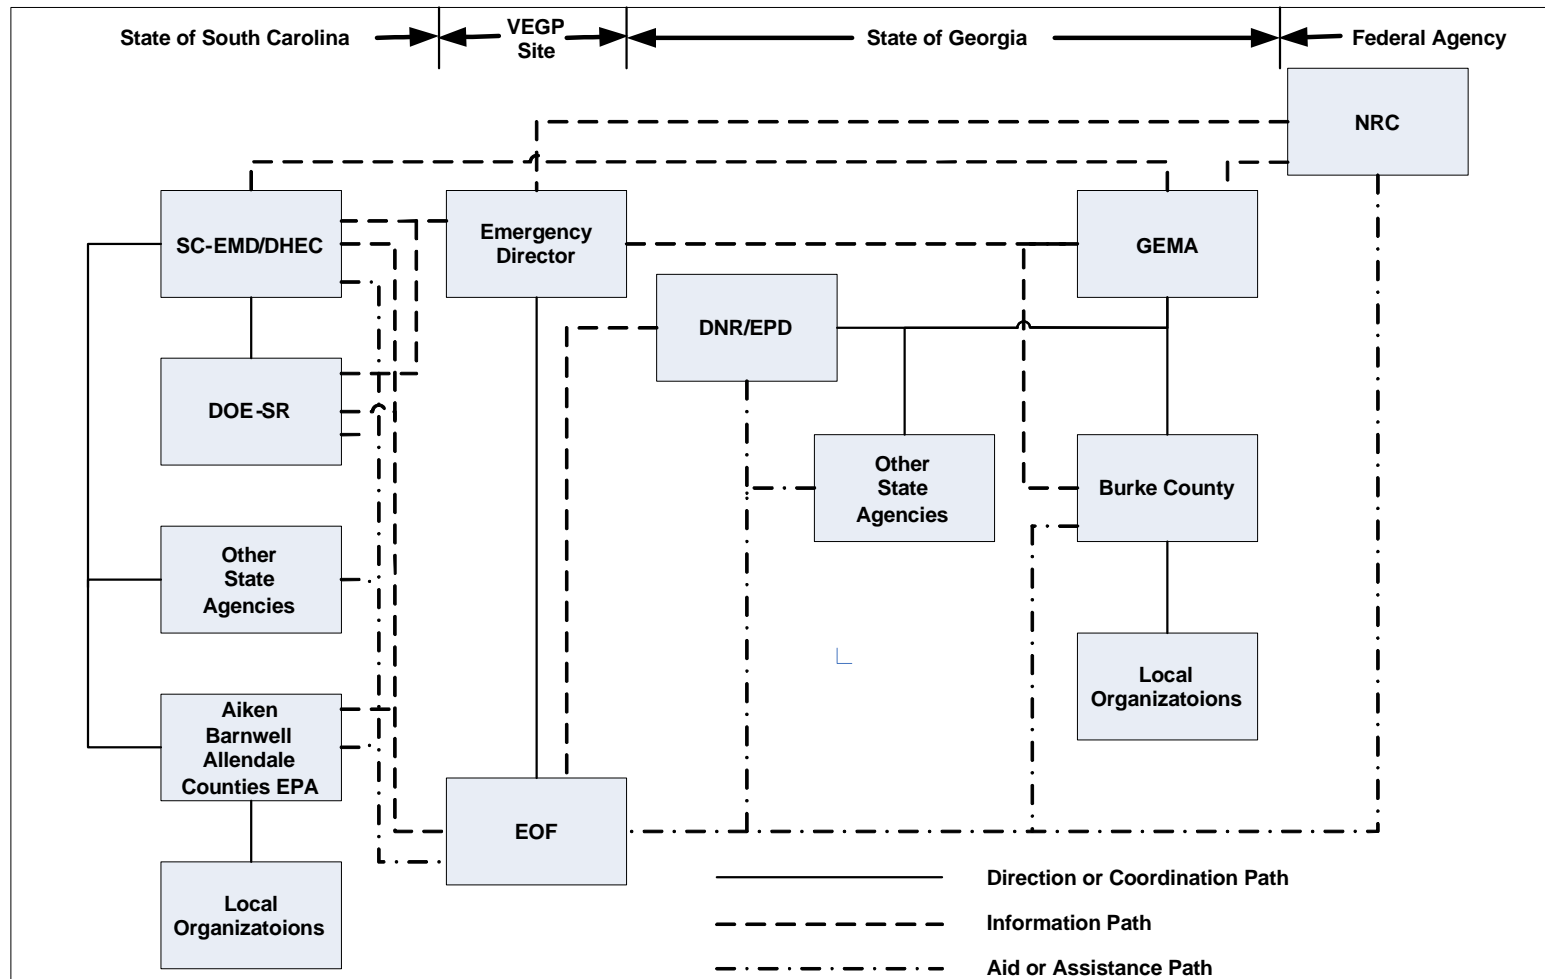 State of South Carolina
VEGP
Site
State of Georgia
Federal Agency
NRC
SC-EMD/DHEC
Emergency
Director
GEMA
DNR/EPD
DOE-SR
Other
State
Agencies
Burke County
Other
State
Agencies
Local
Organizatoions
Aiken
Barnwell
Allendale
Counties EPA
EOF
Local
Organizatoions
Direction or Coordination Path
Information Path
Aid or Assistance Path